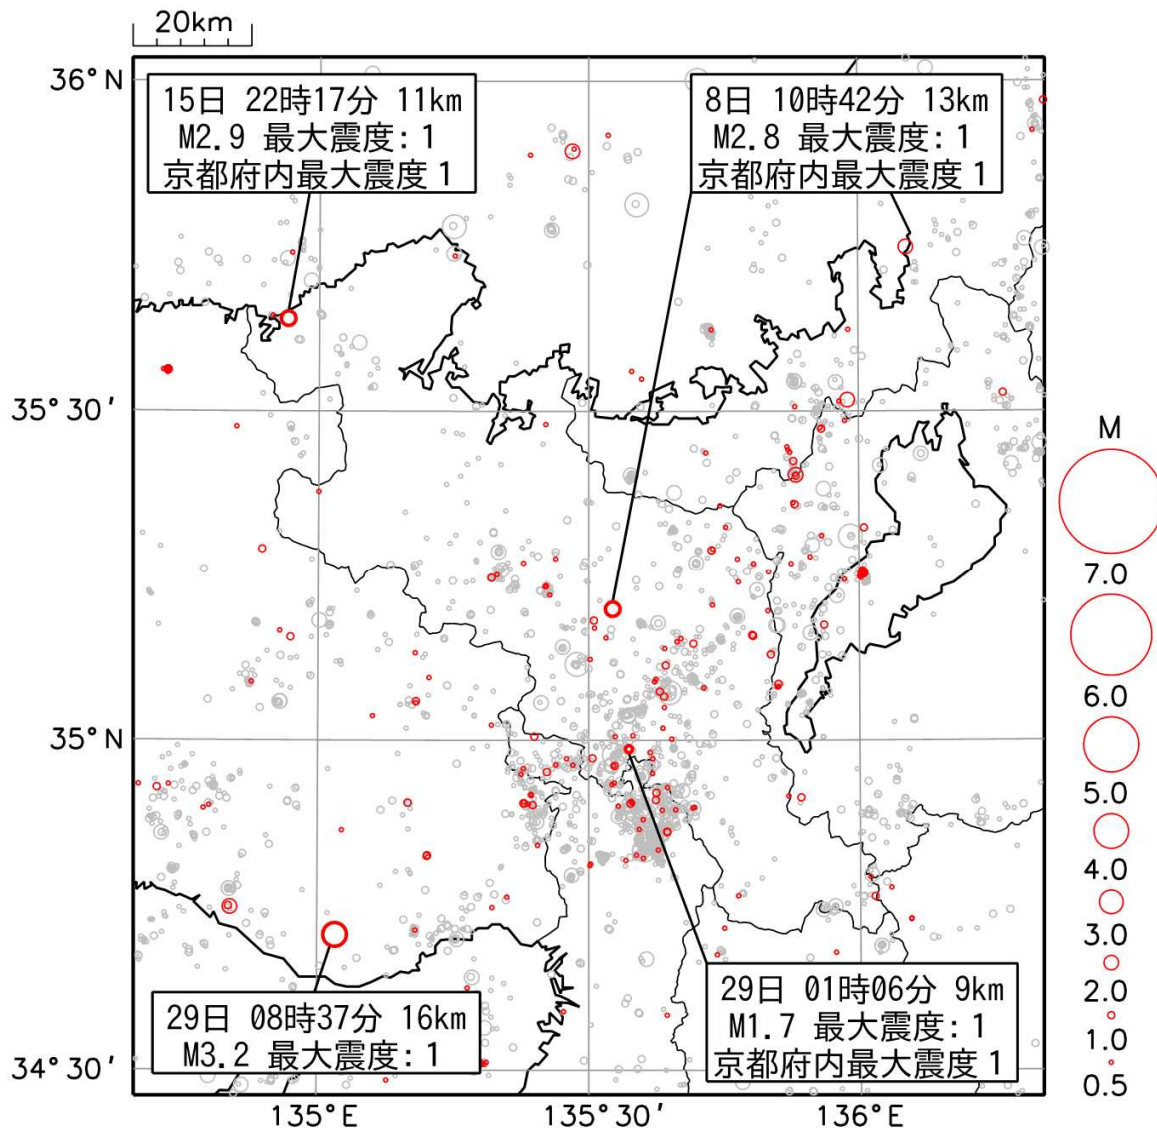 20km
36°N
15日 22時17分 11km
M2.9 最大震度: 1
京都府内最大震度 1
8日 10時42分 13km
M2.8 最大震度: 1
京都府内最大震度 1
35°30′
M
7.0
6.0
35°N
5.0
4.0
3.0
29日 08時37分 16km
M3.2 最大震度: 1
29日 01時06分 9km
M1.7 最大震度: 1
京都府内最大震度 1
2.0
1.0
34°30′
0.5
135°E
135°30′
136°E